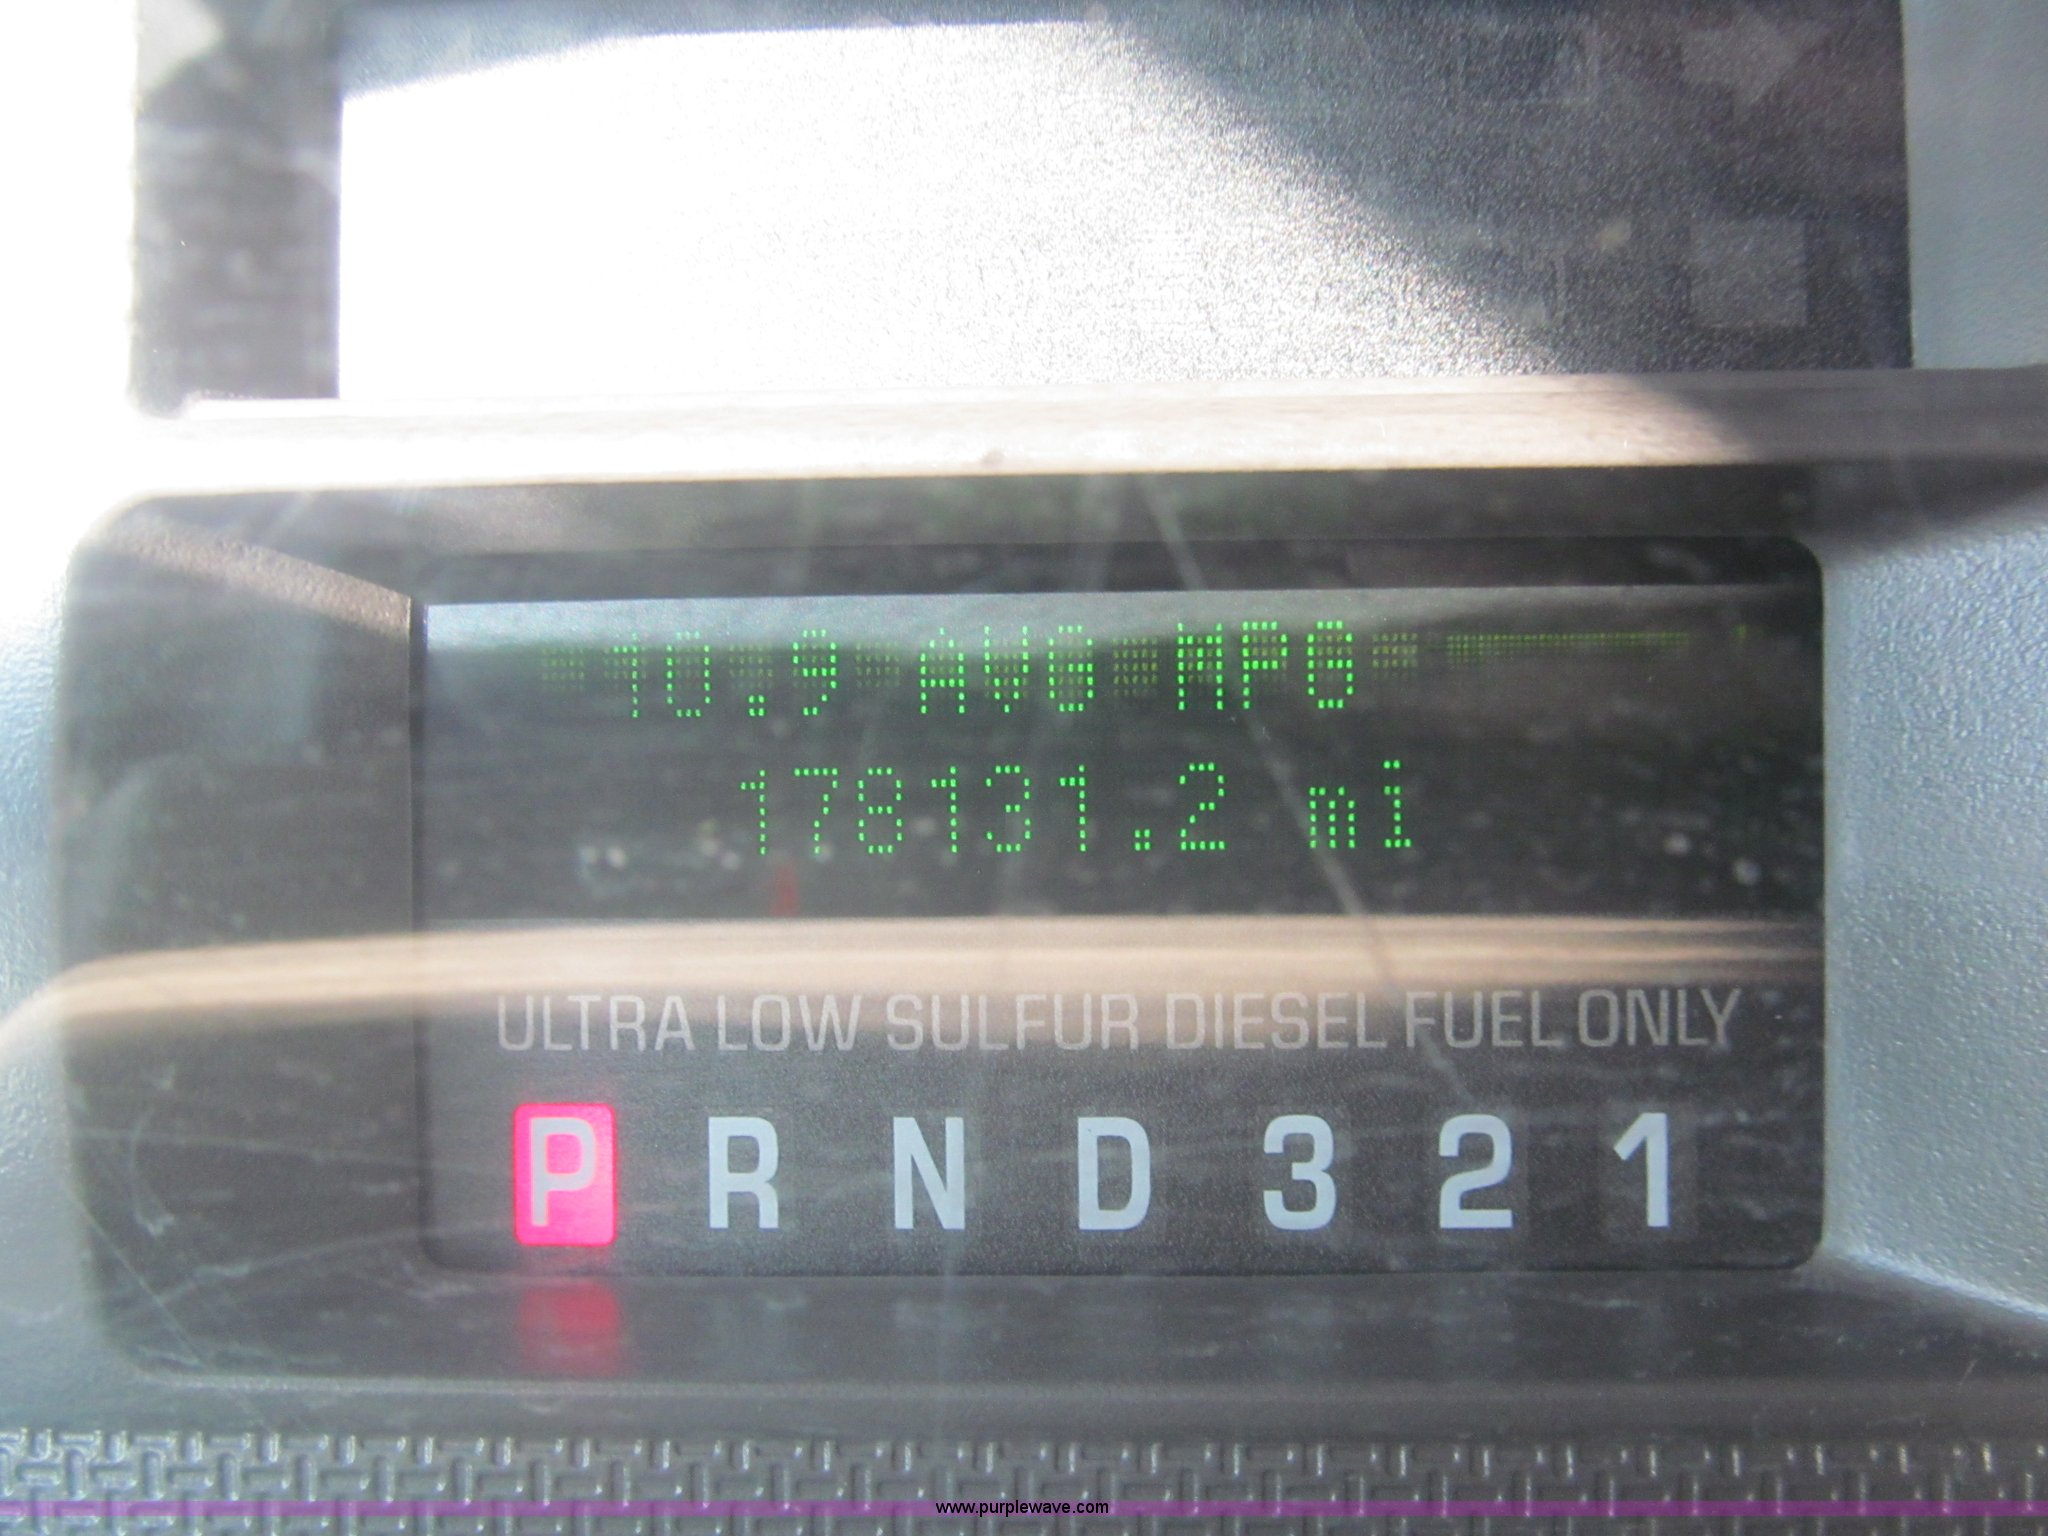 10.9 AVG MPG
178131.2 mi
ULTRA LOW SULFUR DIESEL FUEL ONLY
P R N D 3 2 1
www.purplewave.com